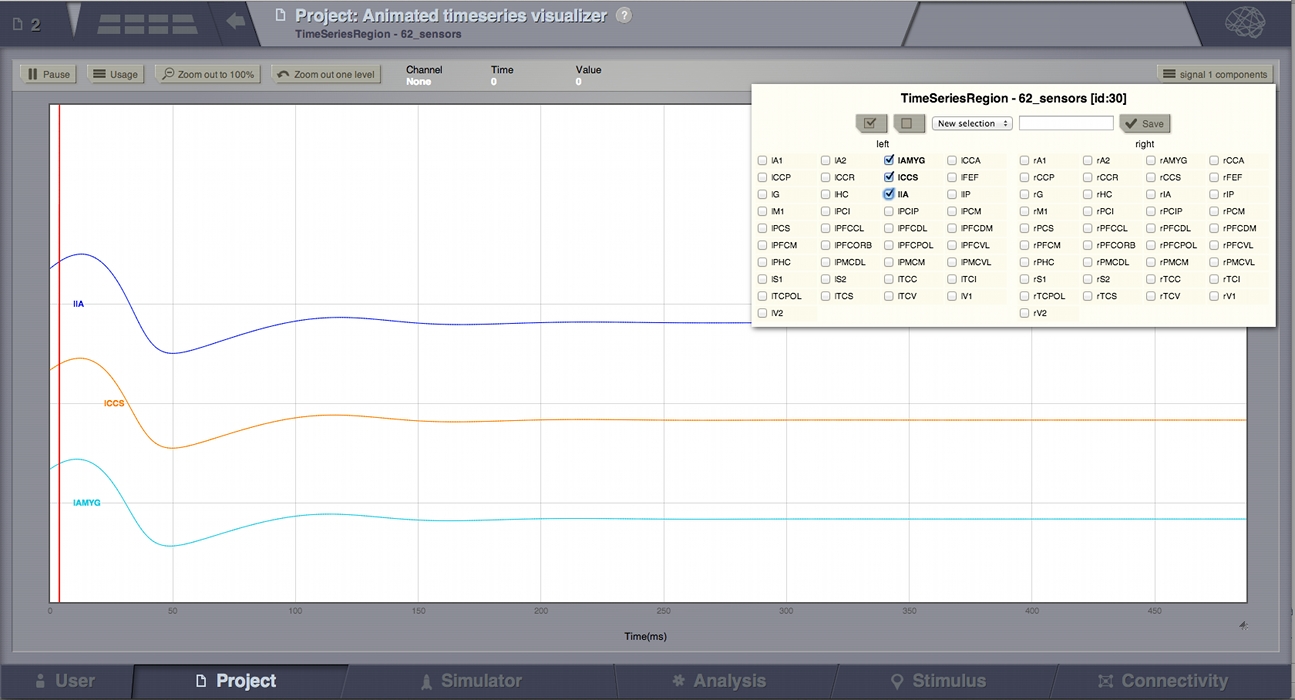 2
Project: Animated timeseries visualizer ?
TimeSeriesRegion - 62_sensors
Pause Usage Zoom out to 100% Zoom out one level Channel Time Value signal 1 components
None 0 0
TimeSeriesRegion - 62_sensors [id:30]
New selection Save
left right
lA1 lA2 lAMYG lCCA rA1 rA2 rAMYG rCCA
lCCP lCCR lCCS lFEF rCCP rCCR rCCS rFEF
lG lHC lIA lIP rG rHC rIA rIP
lM1 lPCI lPCIP lPCM rM1 rPCI rPCIP rPCM
lPCS lPFCCL lPFCDL lPFCDM rPCS rPFCCL rPFCDL rPFCDM
lPFCM lPFCORB lPFCPOL lPFCVL rPFCM rPFCORB rPFCPOL rPFCVL
lPHC lPMCDL lPMCM lPMCVL rPHC rPMCDL rPMCM rPMCVL
lS1 lS2 lTCC lTCI rS1 rS2 rTCC rTCI
lTCPOL lTCS lTCV lV1 rTCPOL rTCS rTCV rV1
lV2 rV2
lIA
lCCS
lAMYG
0 50 100 150 200 250 300 350 400 450
Time(ms)
User Project Simulator Analysis Stimulus Connectivity